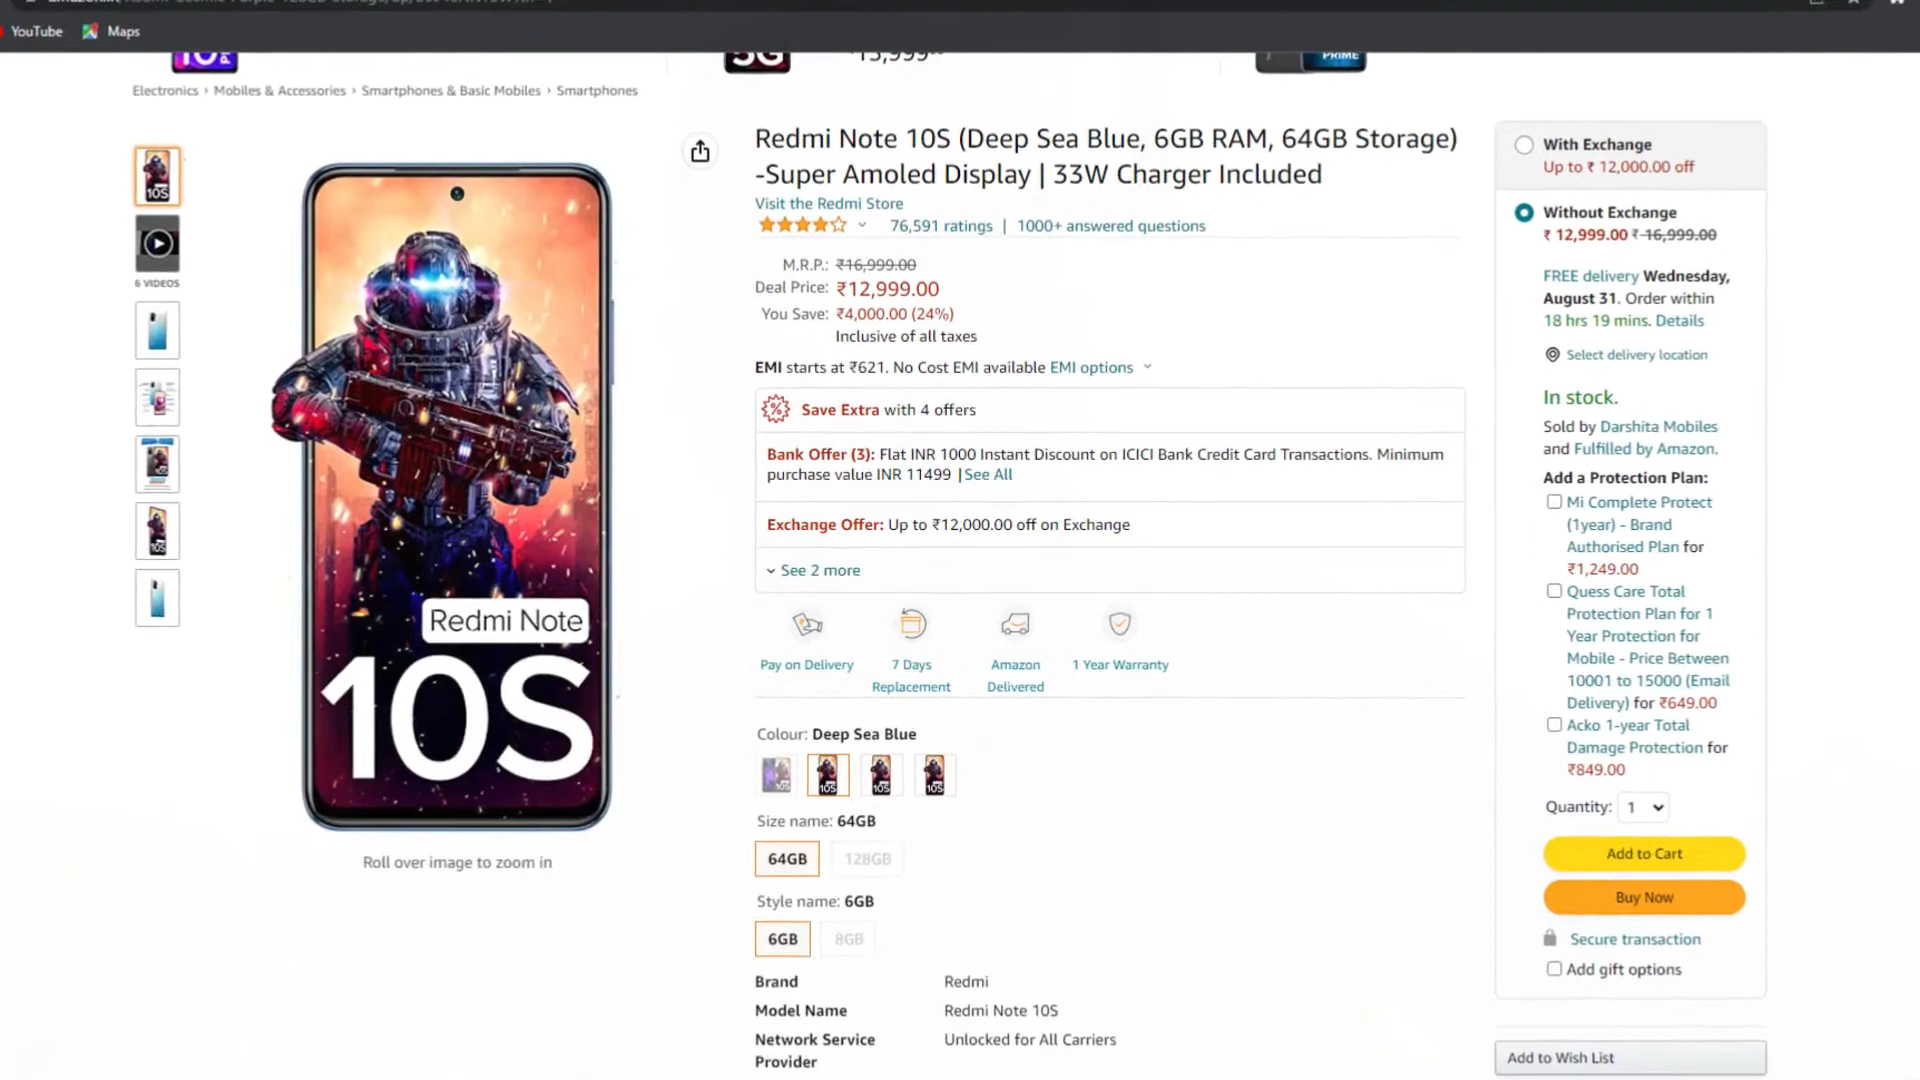 YouTube
Maps
5G
PRIME
Electronics › Mobiles & Accessories › Smartphones & Basic Mobiles › Smartphones
10S
6 VIDEOS
Redmi Note
10S
Roll over image to zoom in
Redmi Note 10S (Deep Sea Blue, 6GB RAM, 64GB Storage)
-Super Amoled Display | 33W Charger Included
Visit the Redmi Store
76,591 ratings | 1000+ answered questions
M.R.P.: ₹16,999.00
Deal Price: ₹12,999.00
You Save: ₹4,000.00 (24%)
Inclusive of all taxes
EMI starts at ₹621. No Cost EMI available EMI options
Save Extra with 4 offers
Bank Offer (3): Flat INR 1000 Instant Discount on ICICI Bank Credit Card Transactions. Minimum
purchase value INR 11499 | See All
Exchange Offer: Up to ₹12,000.00 off on Exchange
See 2 more
Pay on Delivery
7 Days
Replacement
Amazon
Delivered
1 Year Warranty
Colour: Deep Sea Blue
10S
10S
10S
10S
Size name: 64GB
64GB
128GB
Style name: 6GB
6GB
8GB
Brand Redmi
Model Name Redmi Note 10S
Network Service Unlocked for All Carriers
Provider
With Exchange
Up to ₹ 12,000.00 off
Without Exchange
₹ 12,999.00 ₹ 16,999.00
FREE delivery Wednesday,
August 31. Order within
18 hrs 19 mins. Details
Select delivery location
In stock.
Sold by Darshita Mobiles
and Fulfilled by Amazon.
Add a Protection Plan:
Mi Complete Protect
(1year) - Brand
Authorised Plan for
₹1,249.00
Quess Care Total
Protection Plan for 1
Year Protection for
Mobile - Price Between
10001 to 15000 (Email
Delivery) for ₹649.00
Acko 1-year Total
Damage Protection for
₹849.00
Quantity: 1
Add to Cart
Buy Now
Secure transaction
Add gift options
Add to Wish List